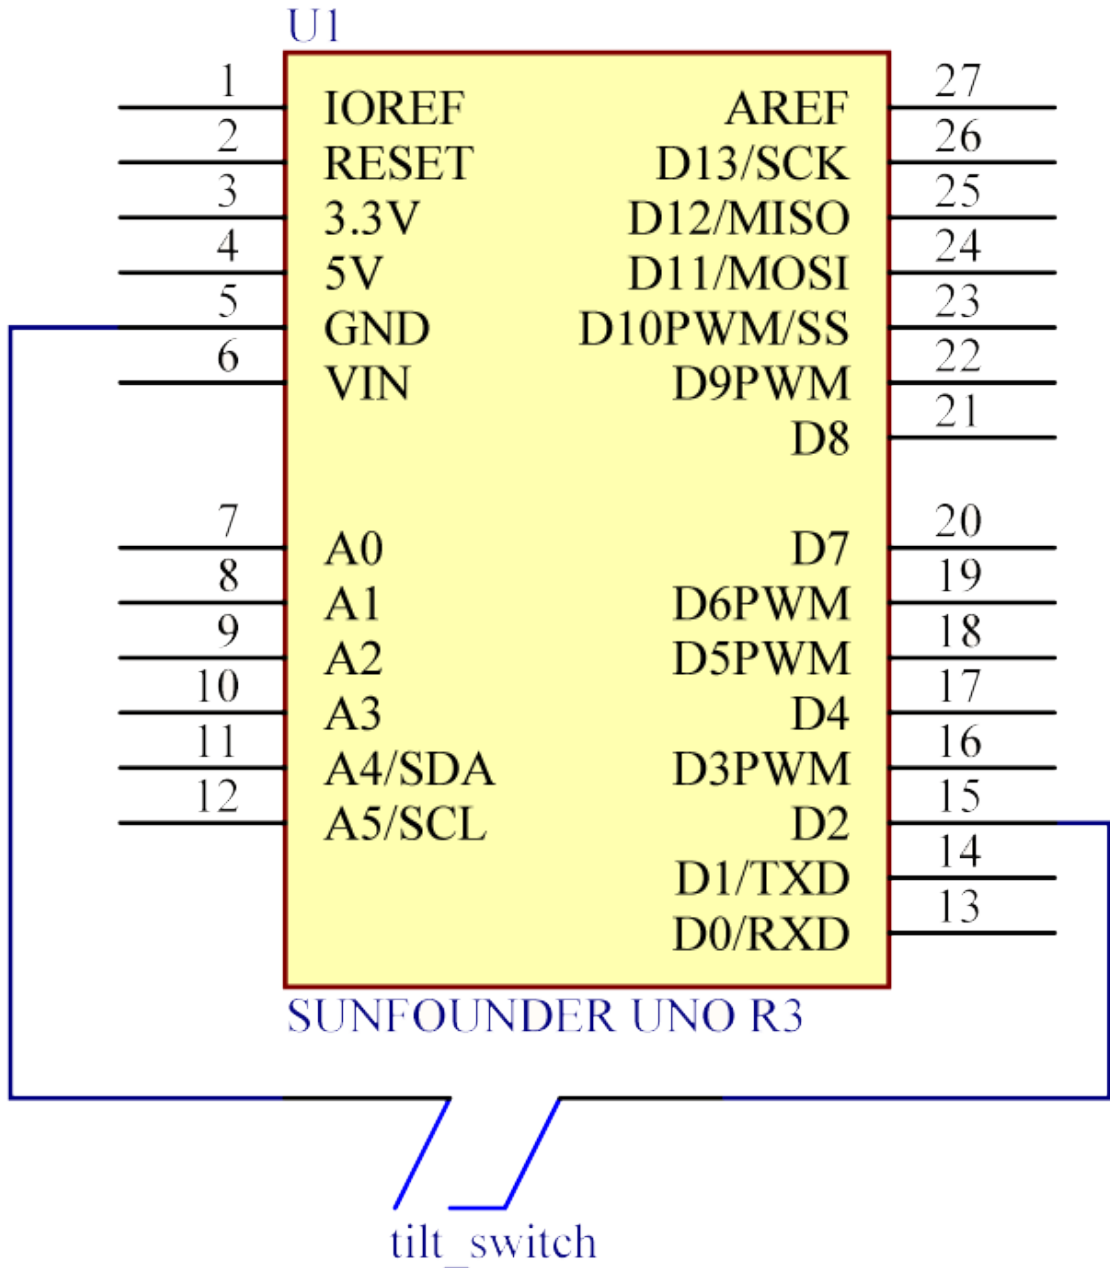 U1
1 IOREF AREF 27
2 RESET D13/SCK 26
3 3.3V D12/MISO 25
4 5V D11/MOSI 24
5 GND D10PWM/SS 23
6 VIN D9PWM 22
D8 21
7 A0 D7 20
8 A1 D6PWM 19
9 A2 D5PWM 18
10 A3 D4 17
11 A4/SDA D3PWM 16
12 A5/SCL D2 15
D1/TXD 14
D0/RXD 13
SUNFOUNDER UNO R3
tilt_switch